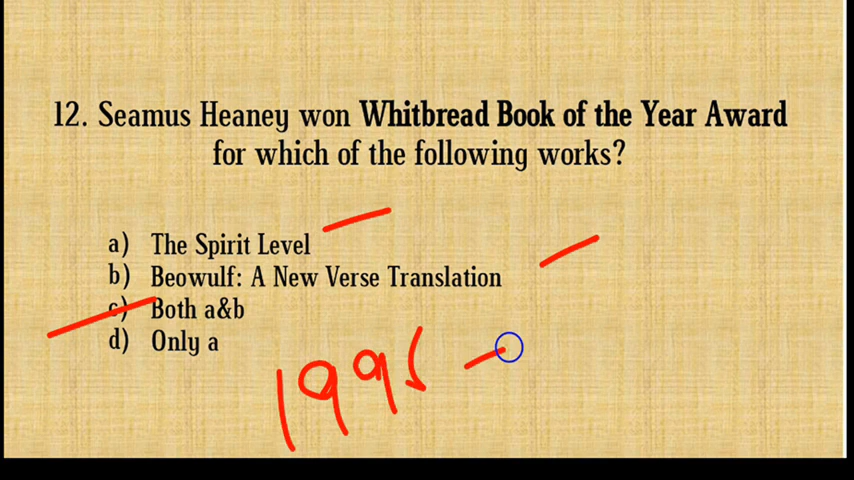 12. Seamus Heaney won Whitbread Book of the Year Award
for which of the following works?
a) The Spirit Level
b) Beowulf: A New Verse Translation
c) Both a&b
d) Only a